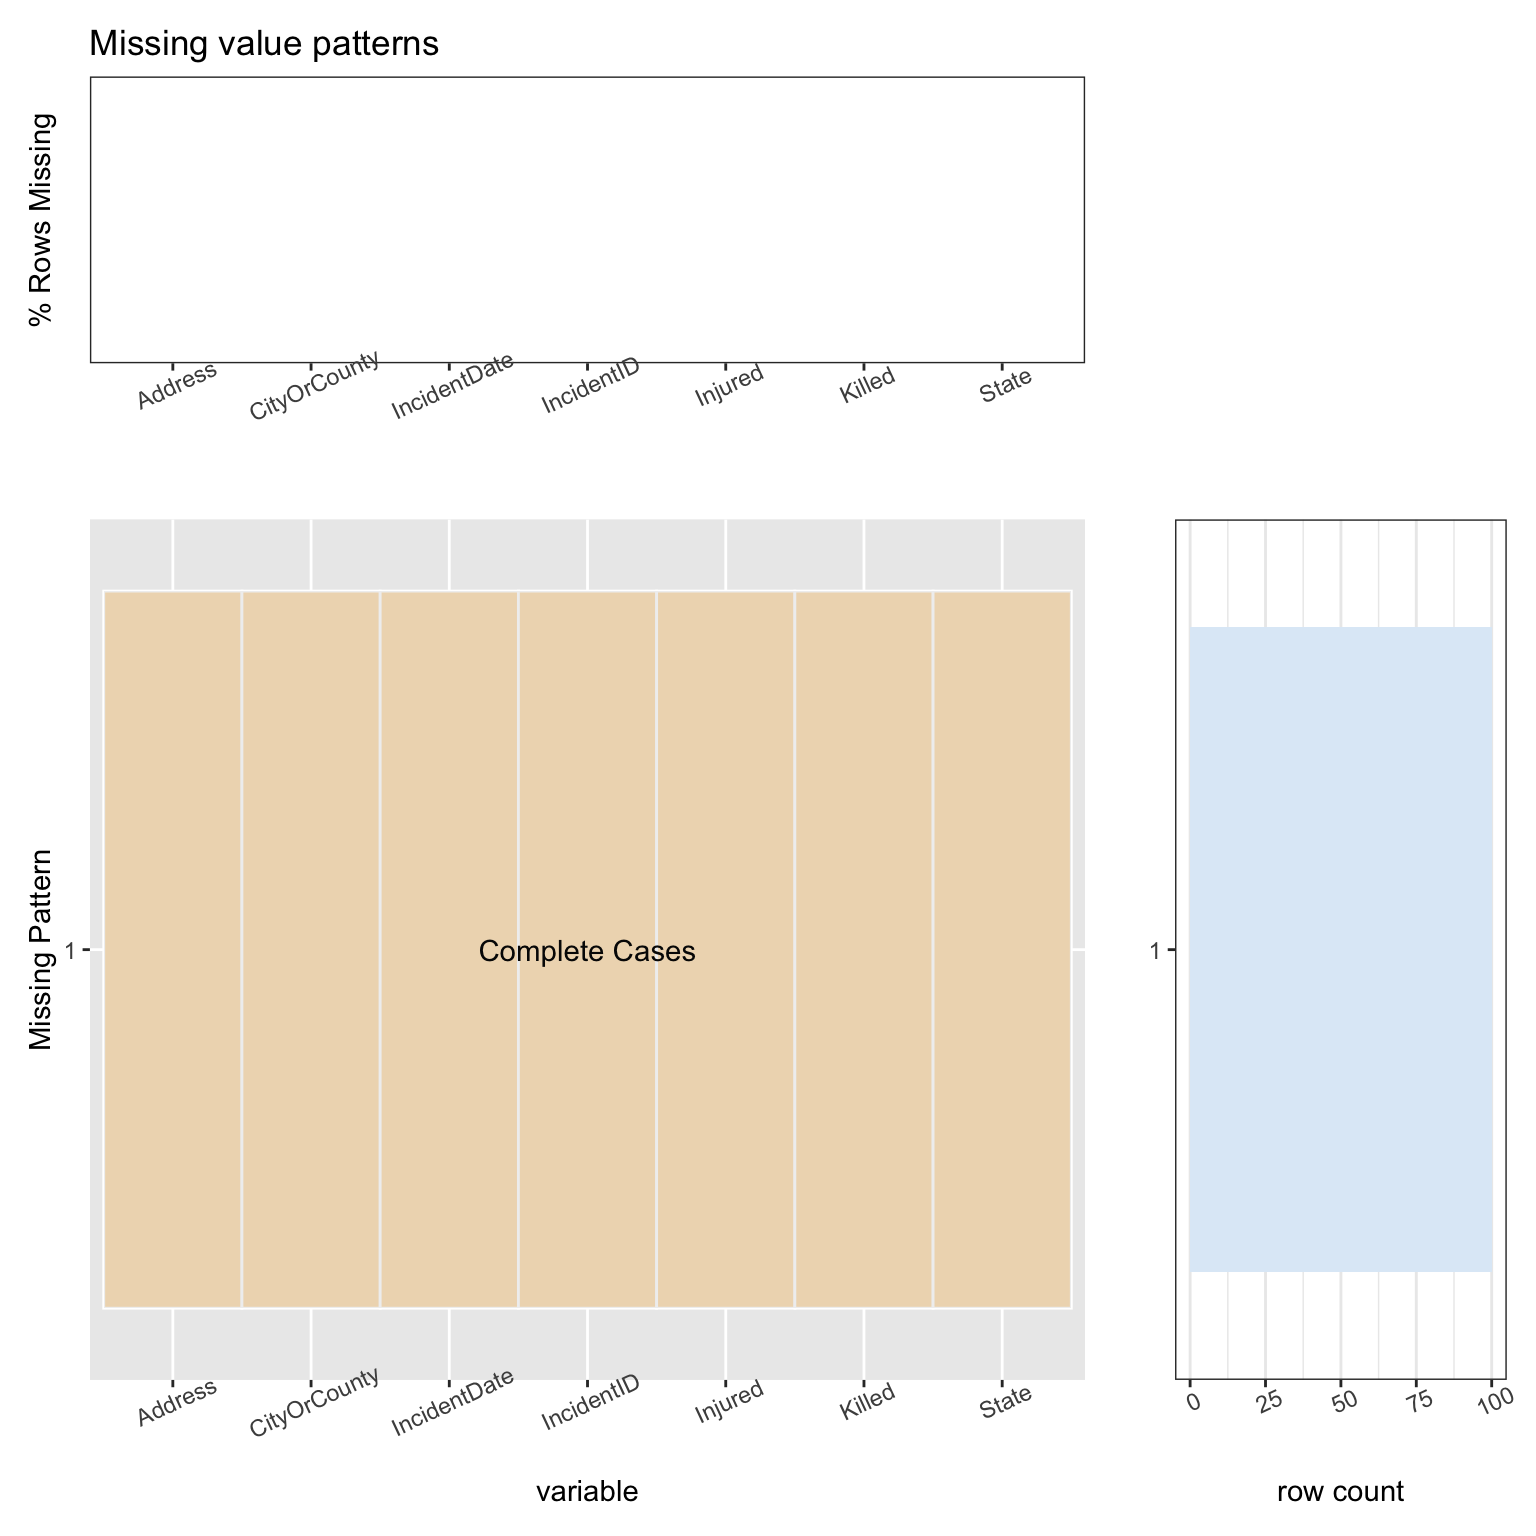 Missing value patterns
% Rows Missing
Address CityOrCounty IncidentDate IncidentID Injured Killed State
Missing Pattern
1
Complete Cases
1
Address CityOrCounty IncidentDate IncidentID Injured Killed State
0 25 50 75 100
variable
row count